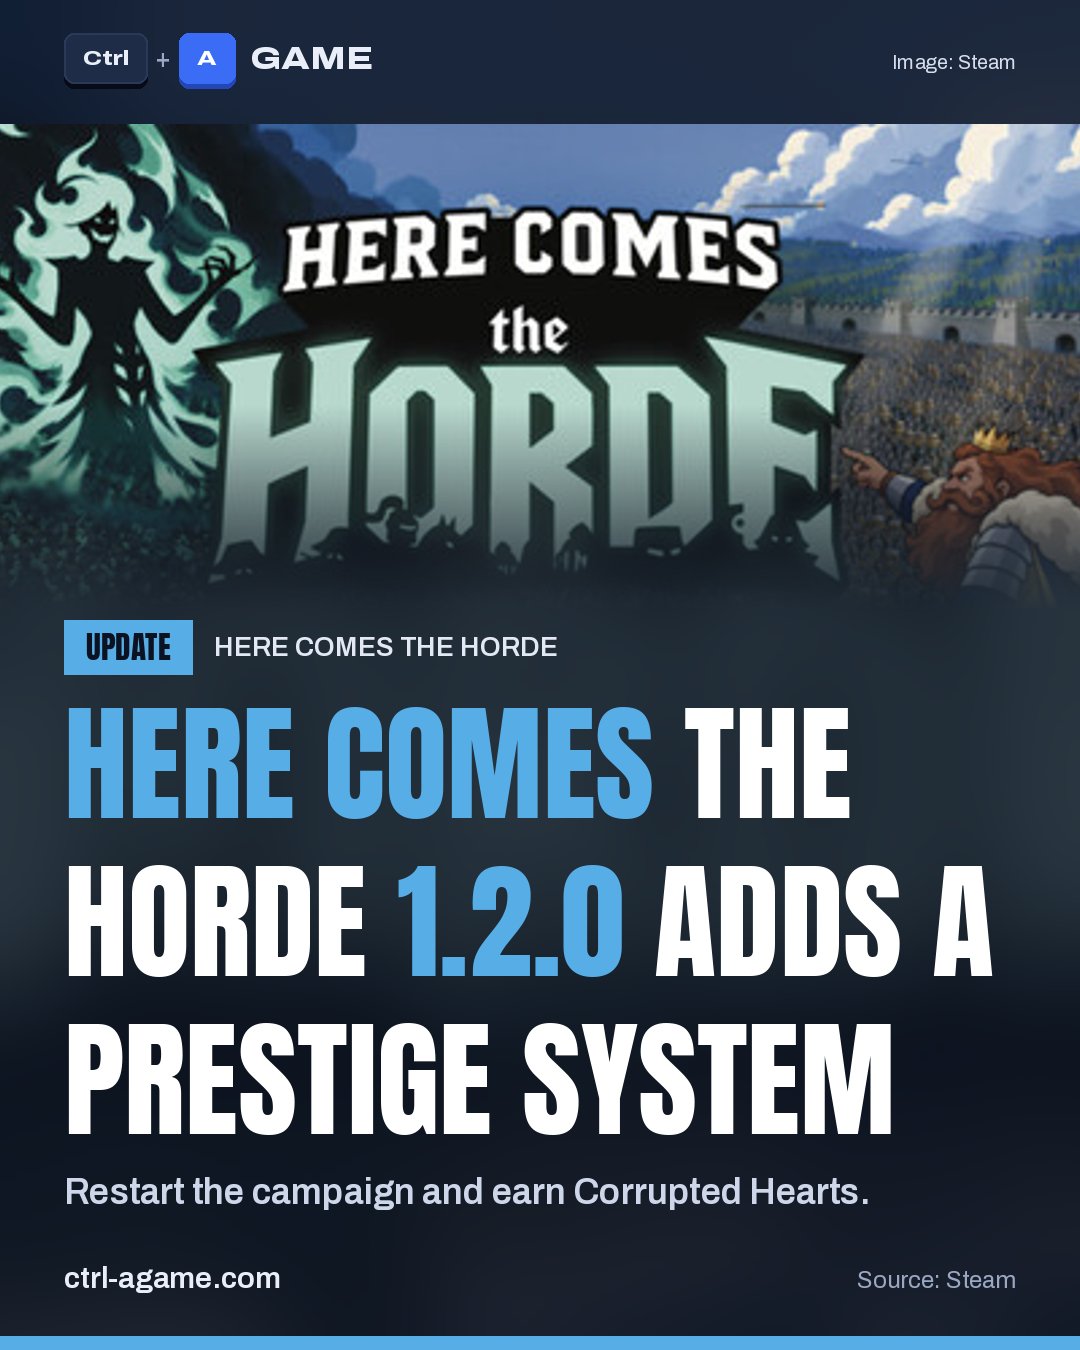 Ctrl + A GAME
Image: Steam
HERE COMES
the
HORDE
UPDATE HERE COMES THE HORDE
HERE COMES THE
HORDE 1.2.0 ADDS A
PRESTIGE SYSTEM
Restart the campaign and earn Corrupted Hearts.
ctrl-agame.com
Source: Steam